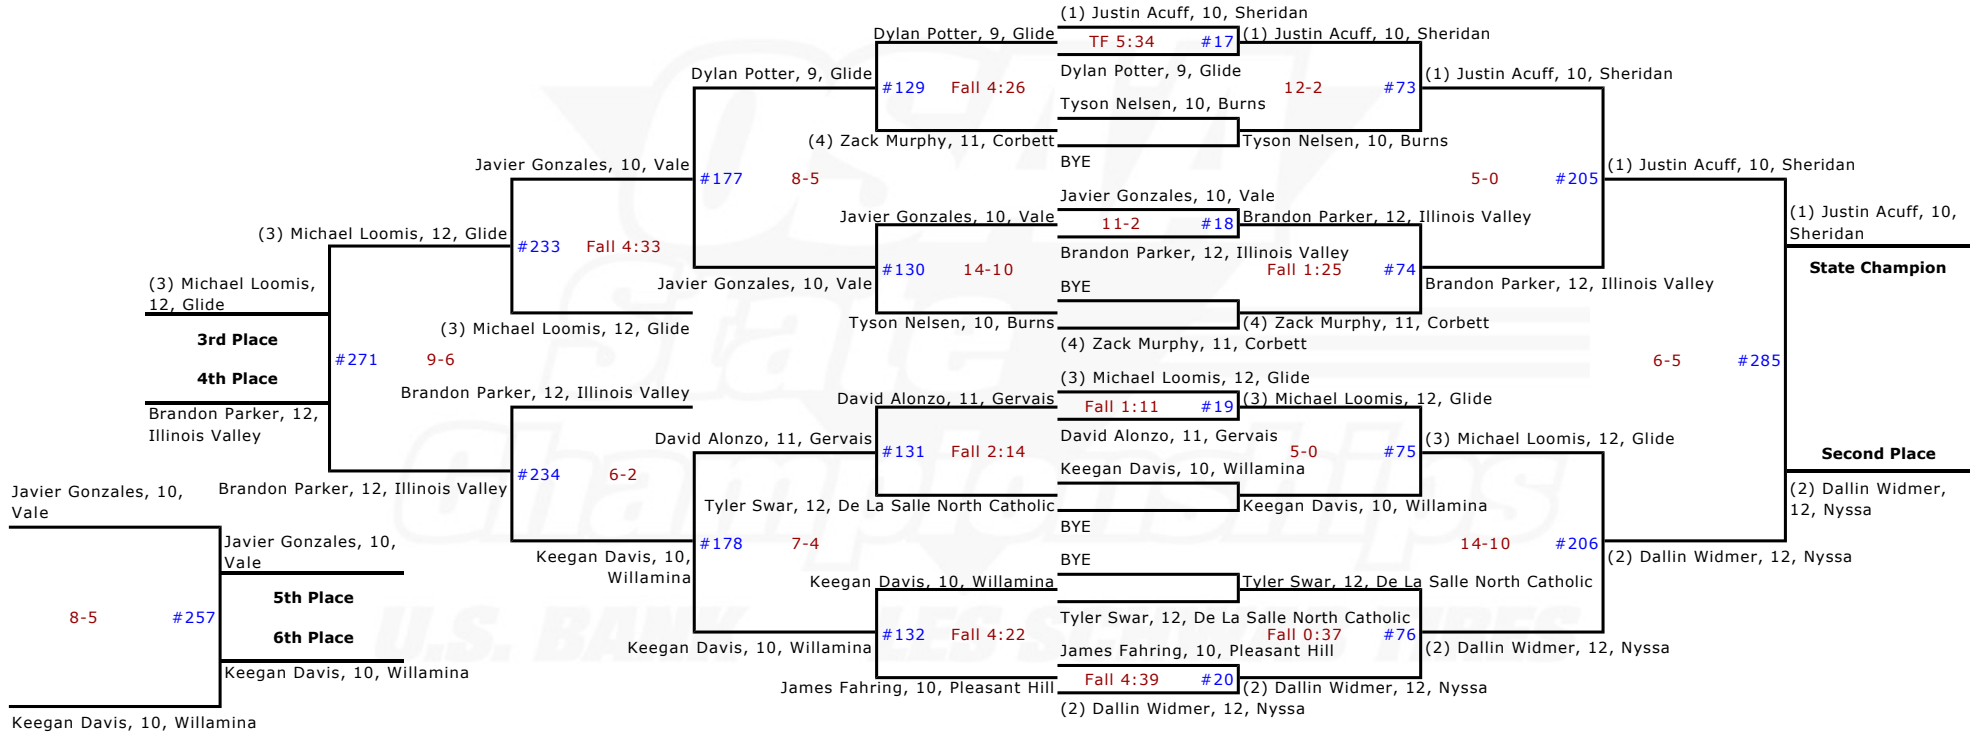 (1) Justin Acuff, 10, Sheridan
Dylan Potter, 9, Glide
TF 5:34 #17
(1) Justin Acuff, 10, Sheridan
Dylan Potter, 9, Glide
Dylan Potter, 9, Glide
(1) Justin Acuff, 10, Sheridan
#129 Fall 4:26
12-2 #73
Tyson Nelsen, 10, Burns
(4) Zack Murphy, 11, Corbett
Tyson Nelsen, 10, Burns
BYE
Javier Gonzales, 10, Vale
(1) Justin Acuff, 10, Sheridan
#177 8-5
5-0 #205
Javier Gonzales, 10, Vale
Javier Gonzales, 10, Vale
11-2 #18
Brandon Parker, 12, Illinois Valley
(1) Justin Acuff, 10,
Sheridan
State Champion
(3) Michael Loomis, 12, Glide
#233 Fall 4:33
Brandon Parker, 12, Illinois Valley
#130 14-10
Fall 1:25 #74
Javier Gonzales, 10, Vale
BYE
Brandon Parker, 12, Illinois Valley
(3) Michael Loomis,
12, Glide
3rd Place
(3) Michael Loomis, 12, Glide
Tyson Nelsen, 10, Burns
(4) Zack Murphy, 11, Corbett
(4) Zack Murphy, 11, Corbett
#271 9-6
6-5 #285
4th Place
Brandon Parker, 12,
Illinois Valley
Brandon Parker, 12, Illinois Valley
(3) Michael Loomis, 12, Glide
David Alonzo, 11, Gervais
Fall 1:11 #19
(3) Michael Loomis, 12, Glide
David Alonzo, 11, Gervais
David Alonzo, 11, Gervais
(3) Michael Loomis, 12, Glide
#131 Fall 2:14
5-0 #75
Second Place
(2) Dallin Widmer,
12, Nyssa
#234 6-2
Keegan Davis, 10, Willamina
Brandon Parker, 12, Illinois Valley
Tyler Swar, 12, De La Salle North Catholic
Keegan Davis, 10, Willamina
BYE
Javier Gonzales, 10,
Vale
Javier Gonzales, 10,
Vale
#178 7-4
14-10 #206
Keegan Davis, 10,
Willamina
BYE
(2) Dallin Widmer, 12, Nyssa
Keegan Davis, 10, Willamina
Tyler Swar, 12, De La Salle North Catholic
5th Place
8-5 #257
6th Place
Tyler Swar, 12, De La Salle North Catholic
#132 Fall 4:22
Fall 0:37 #76
Keegan Davis, 10, Willamina
James Fahring, 10, Pleasant Hill
(2) Dallin Widmer, 12, Nyssa
Keegan Davis, 10, Willamina
James Fahring, 10, Pleasant Hill
Fall 4:39 #20
(2) Dallin Widmer, 12, Nyssa
(2) Dallin Widmer, 12, Nyssa
Keegan Davis, 10, Willamina
OSAA
State
Championships
U.S. BANK LES SCHWAB TIRES